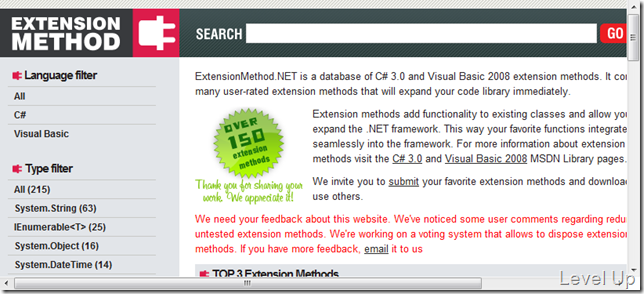 EXTENSION
METHOD
SEARCH
GO
Language filter
All
C#
Visual Basic
Type filter
All (215)
System.String (63)
IEnumerable<T> (25)
System.Object (16)
System.DateTime (14)
ExtensionMethod.NET is a database of C# 3.0 and Visual Basic 2008 extension methods. It
many user-rated extension methods that will expand your code library immediately.
OVER
150
extension
methods
Thank you for sharing your
work. We appreciate it!
Extension methods add functionality to existing classes and allow
expand the .NET framework. This way your favorite functions
seamlessly into the framework. For more information about extension
methods visit the C# 3.0 and Visual Basic 2008 MSDN Library pages.
We invite you to submit your favorite extension methods and
use others.
We need your feedback about this website. We've noticed some user comments regarding
untested extension methods. We're working on a voting system that allows to dispose
methods. If you have more feedback, email it to us
TOP 3 Extension Methods
Level Up